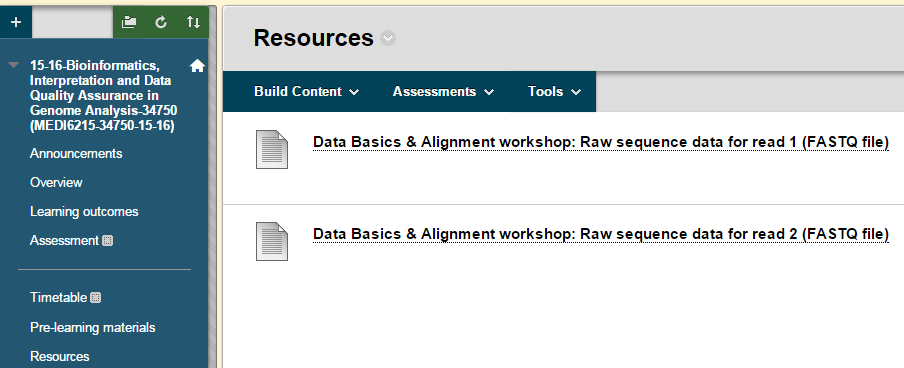 +
15-16-Bioinformatics,
Interpretation and Data
Quality Assurance in
Genome Analysis-34750
(MEDI6215-34750-15-16)
Announcements
Overview
Learning outcomes
Assessment
Timetable
Pre-learning materials
Resources
Resources
Build Content
Assessments
Tools
Data Basics & Alignment workshop: Raw sequence data for read 1 (FASTQ file)
Data Basics & Alignment workshop: Raw sequence data for read 2 (FASTQ file)